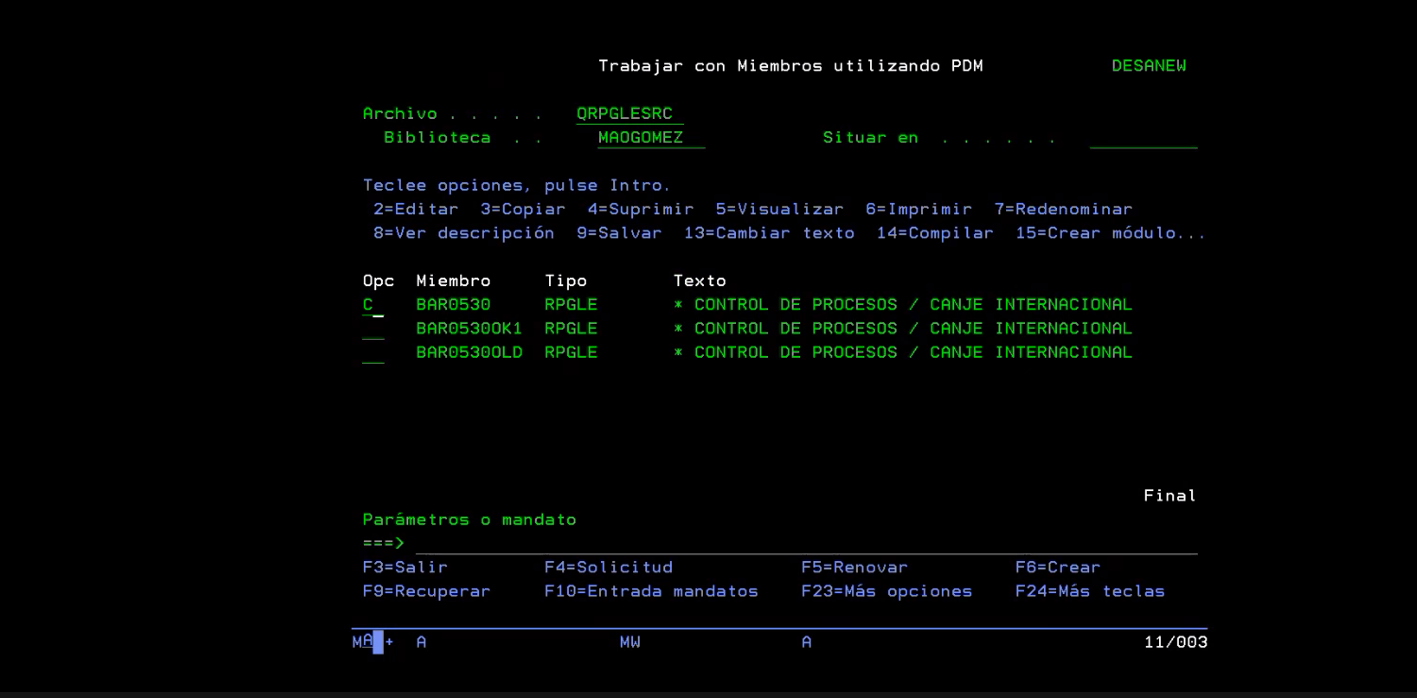 Trabajar con Miembros utilizando PDM DESANEW
Archivo . . . . . QRPGLESRC
Biblioteca . . MAOGOMEZ Situar en . . . . . .
Teclee opciones, pulse Intro.
2=Editar 3=Copiar 4=Suprimir 5=Visualizar 6=Imprimir 7=Redenominar
8=Ver descripción 9=Salvar 13=Cambiar texto 14=Compilar 15=Crear módulo...
Opc Miembro Tipo Texto
C_ BAR0530 RPGLE * CONTROL DE PROCESOS / CANJE INTERNACIONAL
__ BAR0530OK1 RPGLE * CONTROL DE PROCESOS / CANJE INTERNACIONAL
__ BAR0530OLD RPGLE * CONTROL DE PROCESOS / CANJE INTERNACIONAL
Final
Parámetros o mandato
===>
F3=Salir F4=Solicitud F5=Renovar F6=Crear
F9=Recuperar F10=Entrada mandatos F23=Más opciones F24=Más teclas
MA + A MW A 11/003